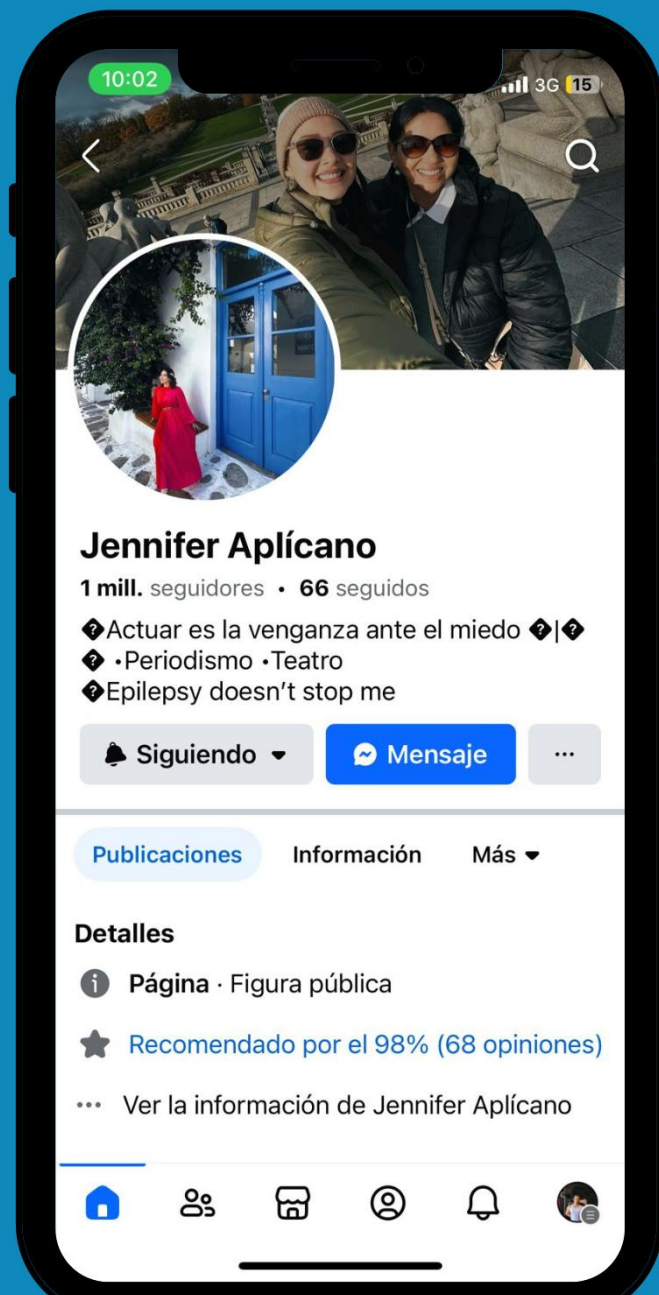 10:02
3G 15
Jennifer Aplícano
1 mill. seguidores • 66 seguidos
�Actuar es la venganza ante el miedo �|�
� •Periodismo •Teatro
�Epilepsy doesn’t stop me
Siguiendo
Mensaje
Publicaciones Información Más
Detalles
Página · Figura pública
Recomendado por el 98% (68 opiniones)
Ver la información de Jennifer Aplícano